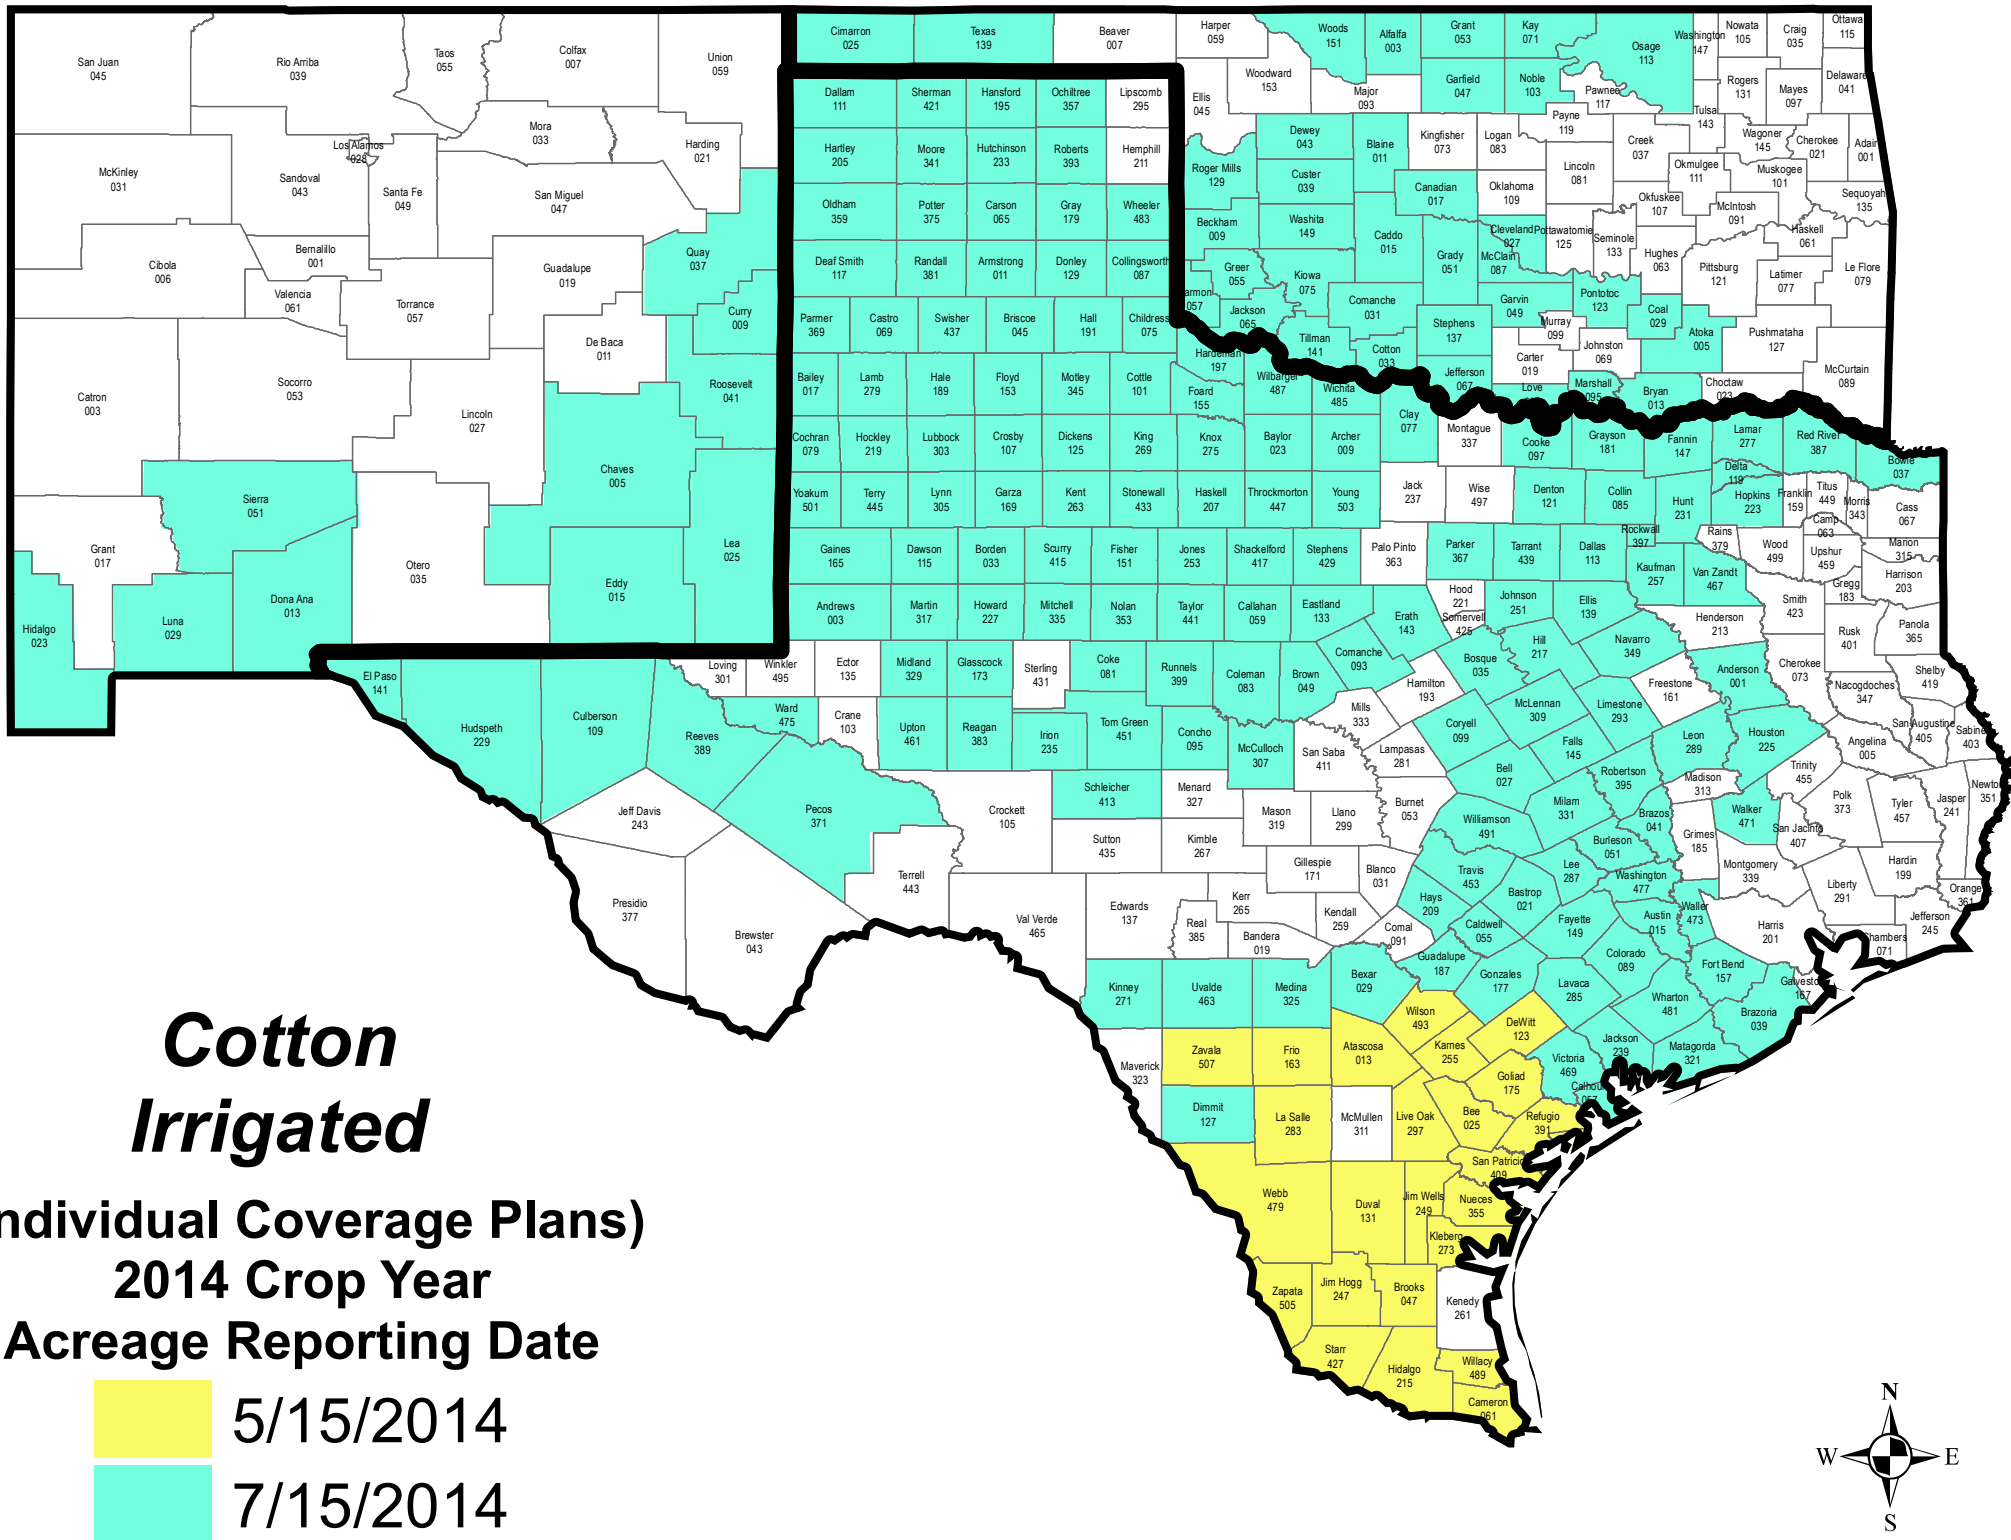 San Juan
045
Rio Arriba
039
Taos
055
Colfax
007
Union
059
Los Alamos
028
Mora
033
Harding
021
McKinley
031
Sandoval
043
Santa Fe
049
San Miguel
047
Cibola
006
Bernalillo
001
Valencia
061
Torrance
057
Guadalupe
019
Quay
037
Curry
009
De Baca
011
Roosevelt
041
Catron
003
Socorro
053
Lincoln
027
Chaves
005
Sierra
051
Grant
017
Otero
035
Lea
025
Eddy
015
Hidalgo
023
Luna
029
Dona Ana
013
Cimarron
025
Texas
139
Beaver
007
Harper
059
Woods
151
Alfalfa
003
Grant
053
Kay
071
Osage
113
Washington
147
Nowata
105
Craig
035
Ottawa
115
Ellis
045
Woodward
153
Major
093
Garfield
047
Noble
103
Pawnee
117
Rogers
131
Mayes
097
Delaware
041
Tulsa
143
Roger Mills
129
Dewey
043
Blaine
011
Kingfisher
073
Logan
083
Payne
119
Creek
037
Wagoner
145
Cherokee
021
Adair
001
Custer
039
Canadian
017
Oklahoma
109
Lincoln
081
Okmulgee
111
Muskogee
101
Okfuskee
107
McIntosh
091
Sequoyah
135
Beckham
009
Washita
149
Caddo
015
Grady
051
Cleveland
027
McClain
087
Pottawatomie
125
Seminole
133
Hughes
063
Haskell
061
Pittsburg
121
Latimer
077
Le Flore
079
Greer
055
Kiowa
075
057
Jackson
065
Comanche
031
Garvin
049
Pontotoc
123
Coal
029
Tillman
141
Cotton
033
Stephens
137
Murray
099
Johnston
069
Atoka
005
Pushmataha
127
Jefferson
067
Carter
019
Love
Marshall
095
Bryan
013
Choctaw
023
McCurtain
089
Dallam
111
Sherman
421
Hansford
195
Ochiltree
357
Lipscomb
295
Hartley
205
Moore
341
Hutchinson
233
Roberts
393
Hemphill
211
Oldham
359
Potter
375
Carson
065
Gray
179
Wheeler
483
Deaf Smith
117
Randall
381
Armstrong
011
Donley
129
Collingsworth
087
Parmer
369
Castro
069
Swisher
437
Briscoe
045
Hall
191
Childress
075
Hardeman
197
Bailey
017
Lamb
279
Hale
189
Floyd
153
Motley
345
Cottle
101
Foard
155
Wilbarger
487
Wichita
485
Clay
077
Montague
337
Cooke
097
Grayson
181
Fannin
147
Lamar
277
Red River
387
Bowie
037
Cochran
079
Hockley
219
Lubbock
303
Crosby
107
Dickens
125
King
269
Knox
275
Baylor
023
Archer
009
Yoakum
501
Terry
445
Lynn
305
Garza
169
Kent
263
Stonewall
433
Haskell
207
Throckmorton
447
Young
503
Jack
237
Wise
497
Denton
121
Collin
085
Hunt
231
Delta
119
Hopkins
223
Franklin
159
Titus
449
Morris
343
Cass
067
Camp
063
Gaines
165
Dawson
115
Borden
033
Scurry
415
Fisher
151
Jones
253
Shackelford
417
Stephens
429
Palo Pinto
363
Parker
367
Tarrant
439
Dallas
113
Rockwall
397
Rains
379
Wood
499
Upshur
459
Marion
315
Kaufman
257
Van Zandt
467
Gregg
183
Harrison
203
Andrews
003
Martin
317
Howard
227
Mitchell
335
Nolan
353
Taylor
441
Callahan
059
Eastland
133
Erath
143
Hood
221
Somervell
425
Johnson
251
Ellis
139
Henderson
213
Smith
423
Rusk
401
Panola
365
El Paso
141
Hudspeth
229
Culberson
109
Loving
301
Winkler
495
Ector
135
Midland
329
Glasscock
173
Sterling
431
Coke
081
Runnels
399
Coleman
083
Brown
049
Comanche
093
Hamilton
193
Bosque
035
Hill
217
Navarro
349
Freestone
161
Anderson
001
Cherokee
073
Nacogdoches
347
Shelby
419
Reeves
389
Ward
475
Crane
103
Upton
461
Reagan
383
Irion
235
Tom Green
451
Concho
095
McCulloch
307
San Saba
411
Mills
333
Lampasas
281
Coryell
099
McLennan
309
Limestone
293
Falls
145
Leon
289
Houston
225
Angelina
005
San Augustine
405
Sabine
403
Pecos
371
Jeff Davis
243
Crockett
105
Schleicher
413
Menard
327
Mason
319
Llano
299
Burnet
053
Bell
027
Milam
331
Robertson
395
Madison
313
Trinity
455
Polk
373
Tyler
457
Jasper
241
Newton
351
Presidio
377
Brewster
043
Terrell
443
Val Verde
465
Sutton
435
Kimble
267
Edwards
137
Real
385
Kerr
265
Gillespie
171
Kendall
259
Bandera
019
Blanco
031
Comal
091
Williamson
491
Travis
453
Hays
209
Caldwell
055
Bastrop
021
Lee
287
Burleson
051
Brazos
041
Washington
477
Grimes
185
Walker
471
San Jacinto
407
Montgomery
339
Liberty
291
Hardin
199
Orange
361
Jefferson
245
Chambers
071
Harris
201
Waller
473
Austin
015
Fayette
149
Colorado
089
Fort Bend
157
167
Brazoria
039
Wharton
481
Matagorda
321
Jackson
239
Lavaca
285
Gonzales
177
Guadalupe
187
Bexar
029
Kinney
271
Uvalde
463
Medina
325
Wilson
493
DeWitt
123
Karnes
255
Victoria
469
Goliad
175
Refugio
391
Maverick
323
Zavala
507
Frio
163
Atascosa
013
Dimmit
127
La Salle
283
McMullen
311
Live Oak
297
Bee
025
San Patricio
409
Webb
479
Duval
131
Jim Wells
249
Nueces
355
Kleberg
273
Zapata
505
Jim Hogg
247
Brooks
047
Kenedy
261
Starr
427
Hidalgo
215
Willacy
489
Cameron
061
Cotton
Irrigated
ndividual Coverage Plans)
2014 Crop Year
Acreage Reporting Date
5/15/2014
7/15/2014
N
W
E
S